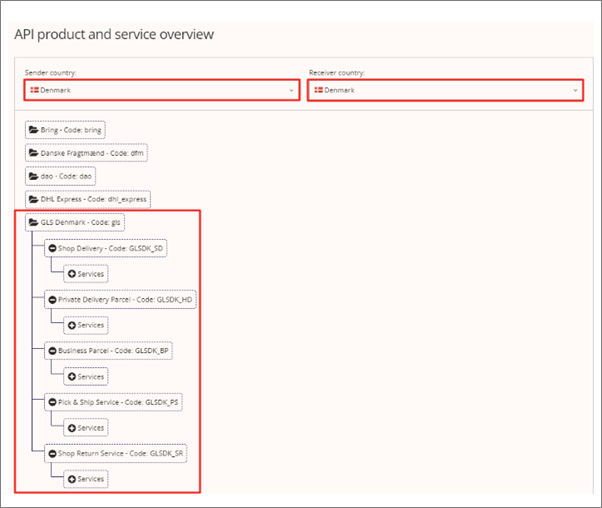 API product and service overview
Sender country:
Receiver country:
Denmark
Denmark
Bring - Code: bring
Danske Fragtmænd - Code: dfm
dao - Code: dao
DHL Express - Code: dhl_express
GLS Denmark - Code: gls
Shop Delivery - Code: GLSDK_SD
Services
Private Delivery Parcel - Code: GLSDK_HD
Services
Business Parcel - Code: GLSDK_BP
Services
Pick & Ship Service - Code: GLSDK_PS
Services
Shop Return Service - Code: GLSDK_SR
Services